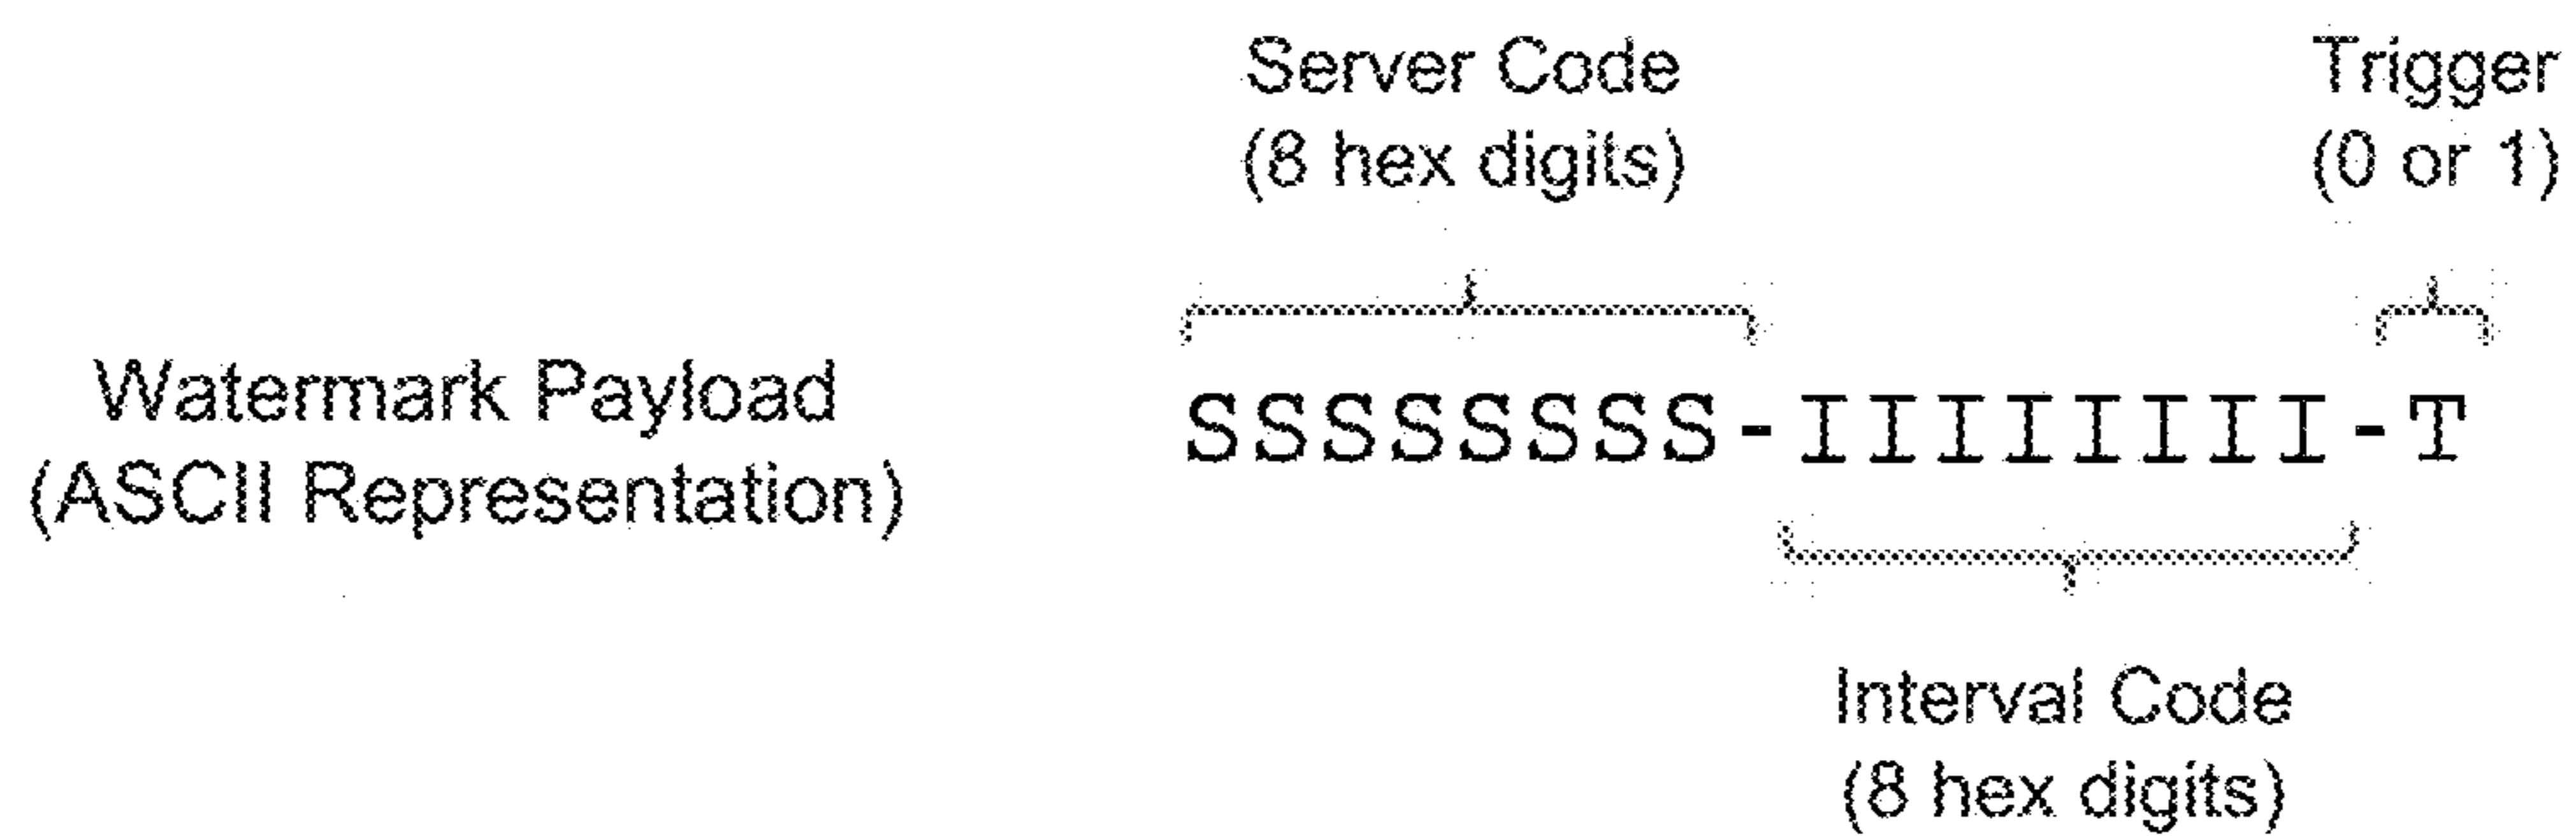 Server Code
(8 hex digits)
Trigger
(0 or 1)
Watermark Payload
(ASCII Representation)
SSSSSSSS-IIIIIIII-T
Interval Code
(8 hex digits)